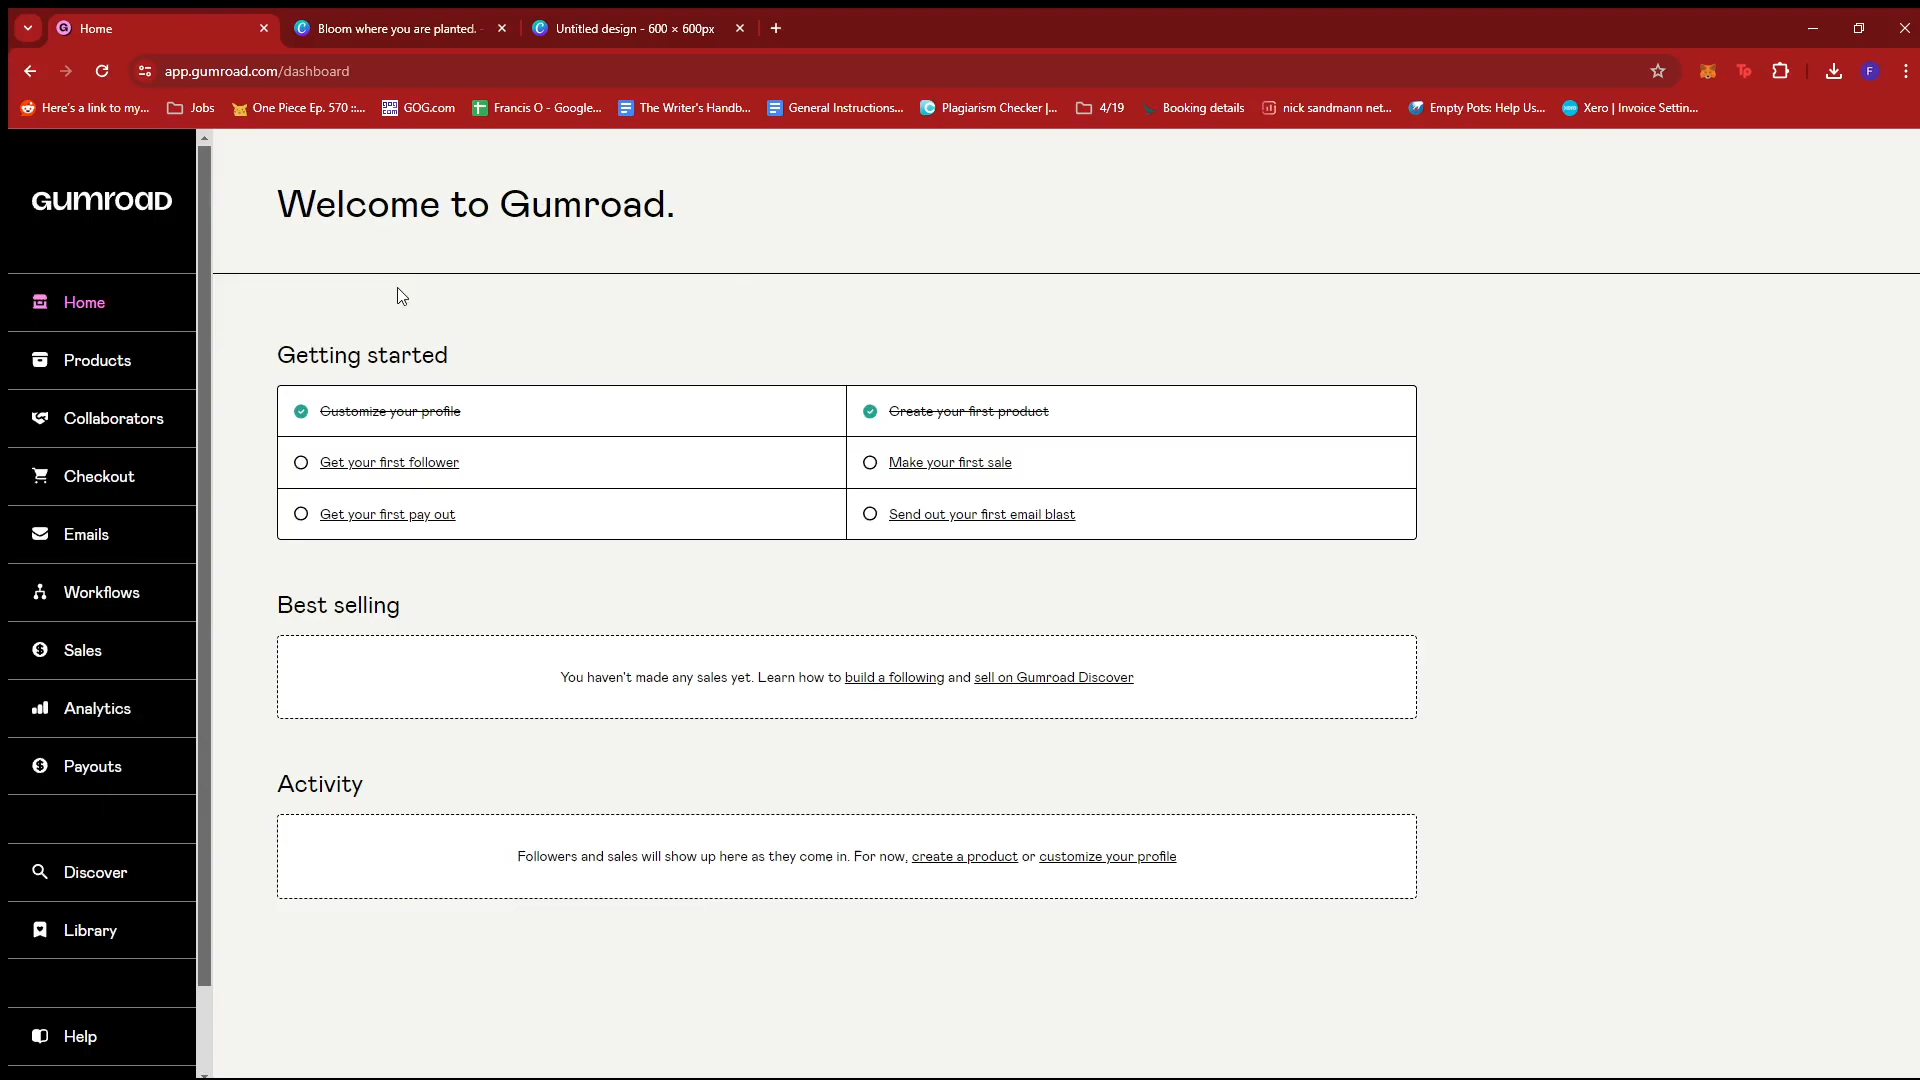 Home
Bloom where you are planted. -
Untitled design - 600 × 600px
app.gumroad.com/dashboard
Here's a link to my...
Jobs
One Piece Ep. 570 ::...
GOG.com
Francis O - Google...
The Writer's Handb...
General Instructions...
Plagiarism Checker |...
4/19
Booking details
nick sandmann net...
Empty Pots: Help Us...
Xero | Invoice Settin...
GUMROAD
Home
Products
Collaborators
Checkout
Emails
Workflows
Sales
Analytics
Payouts
Discover
Library
Help
Welcome to Gumroad.
Getting started
Customize your profile
Create your first product
Get your first follower
Make your first sale
Get your first pay out
Send out your first email blast
Best selling
You haven't made any sales yet. Learn how to build a following and sell on Gumroad Discover
Activity
Followers and sales will show up here as they come in. For now, create a product or customize your profile